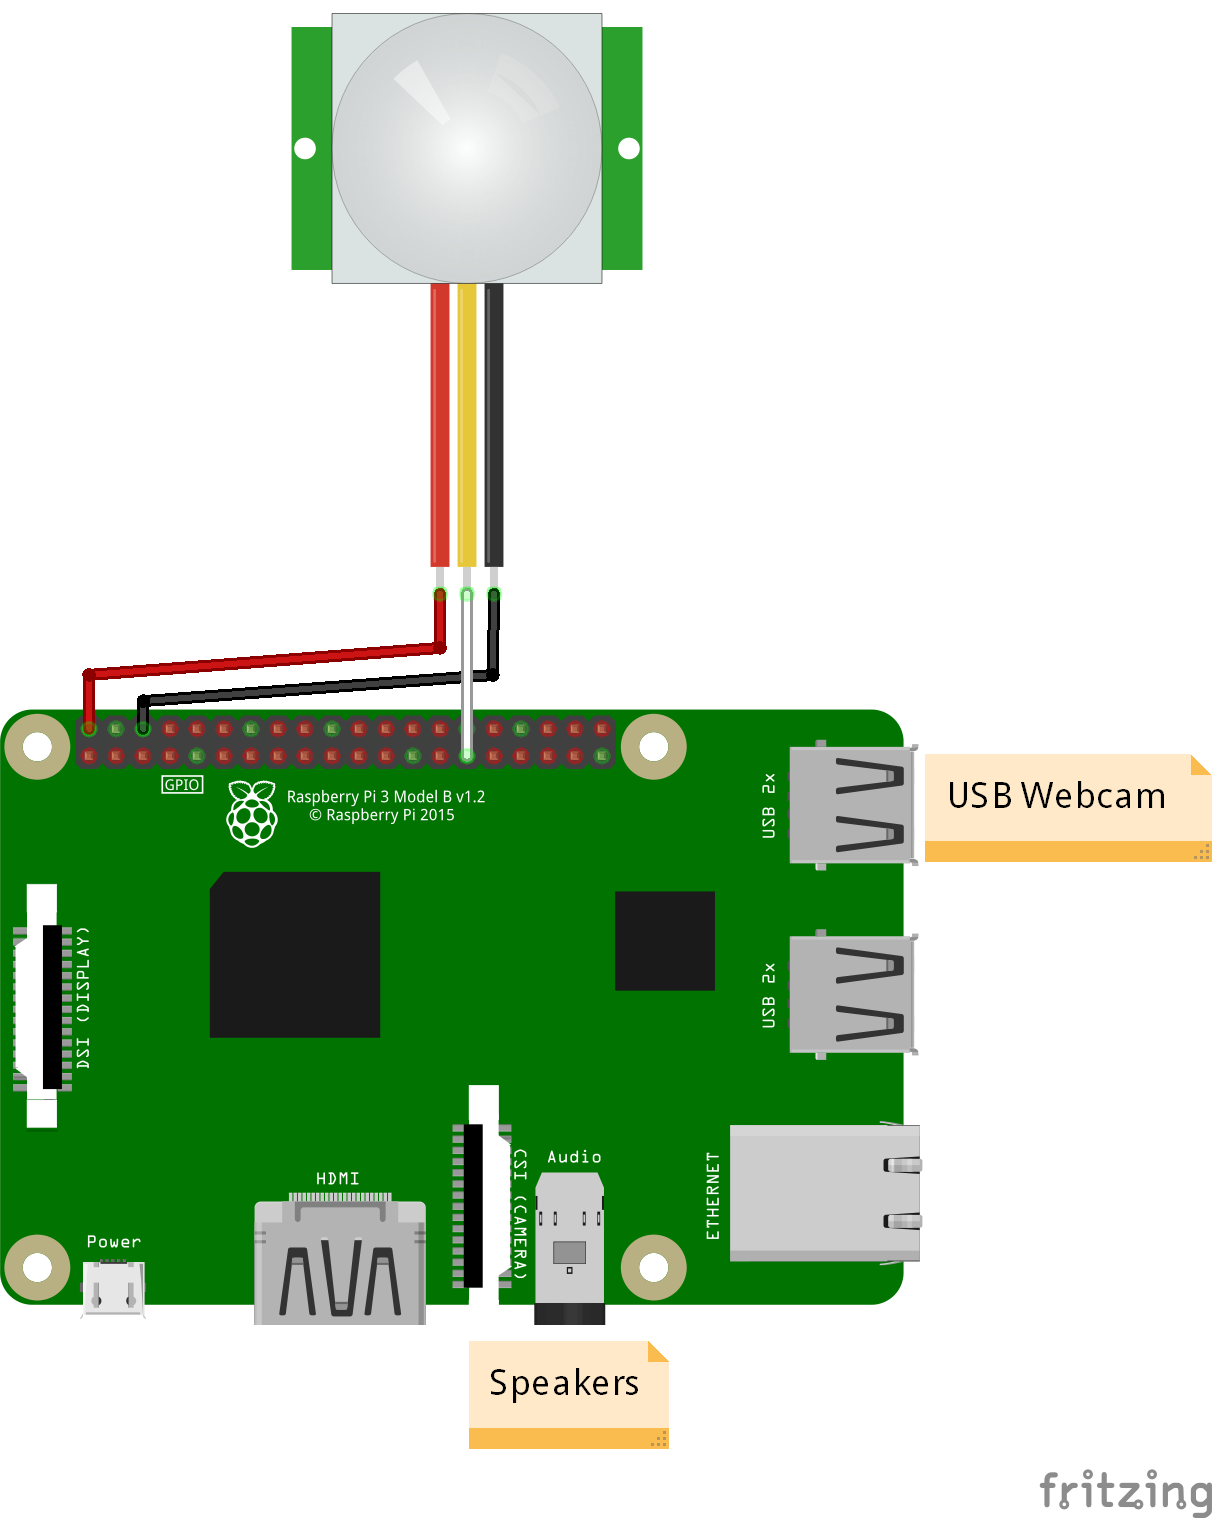 GPIO
Raspberry Pi 3 Model B v1.2
© Raspberry Pi 2015
USB 2x
USB Webcam
DSI (DISPLAY)
USB 2x
HDMI
CSI (CAMERA)
Audio
ETHERNET
Power
Speakers
fritzing